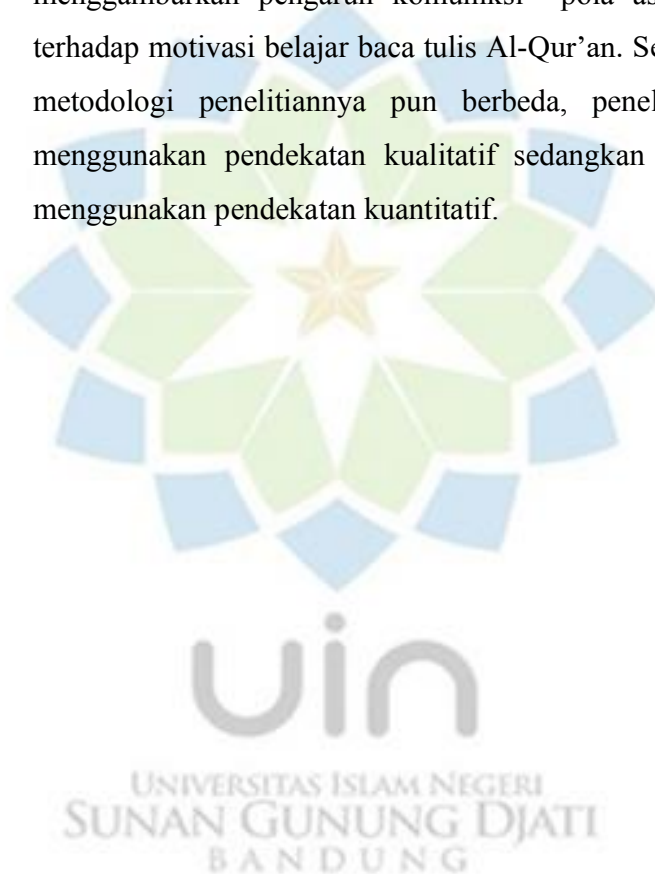 menggambarkan pengaruh komuniksi pola as
terhadap motivasi belajar baca tulis Al-Qur’an. Se
metodologi penelitiannya pun berbeda, penel
menggunakan pendekatan kualitatif sedangkan
menggunakan pendekatan kuantitatif.
uin
UNIVERSITAS ISLAM NEGERI
SUNAN GUNUNG DJATI
BANDUNG